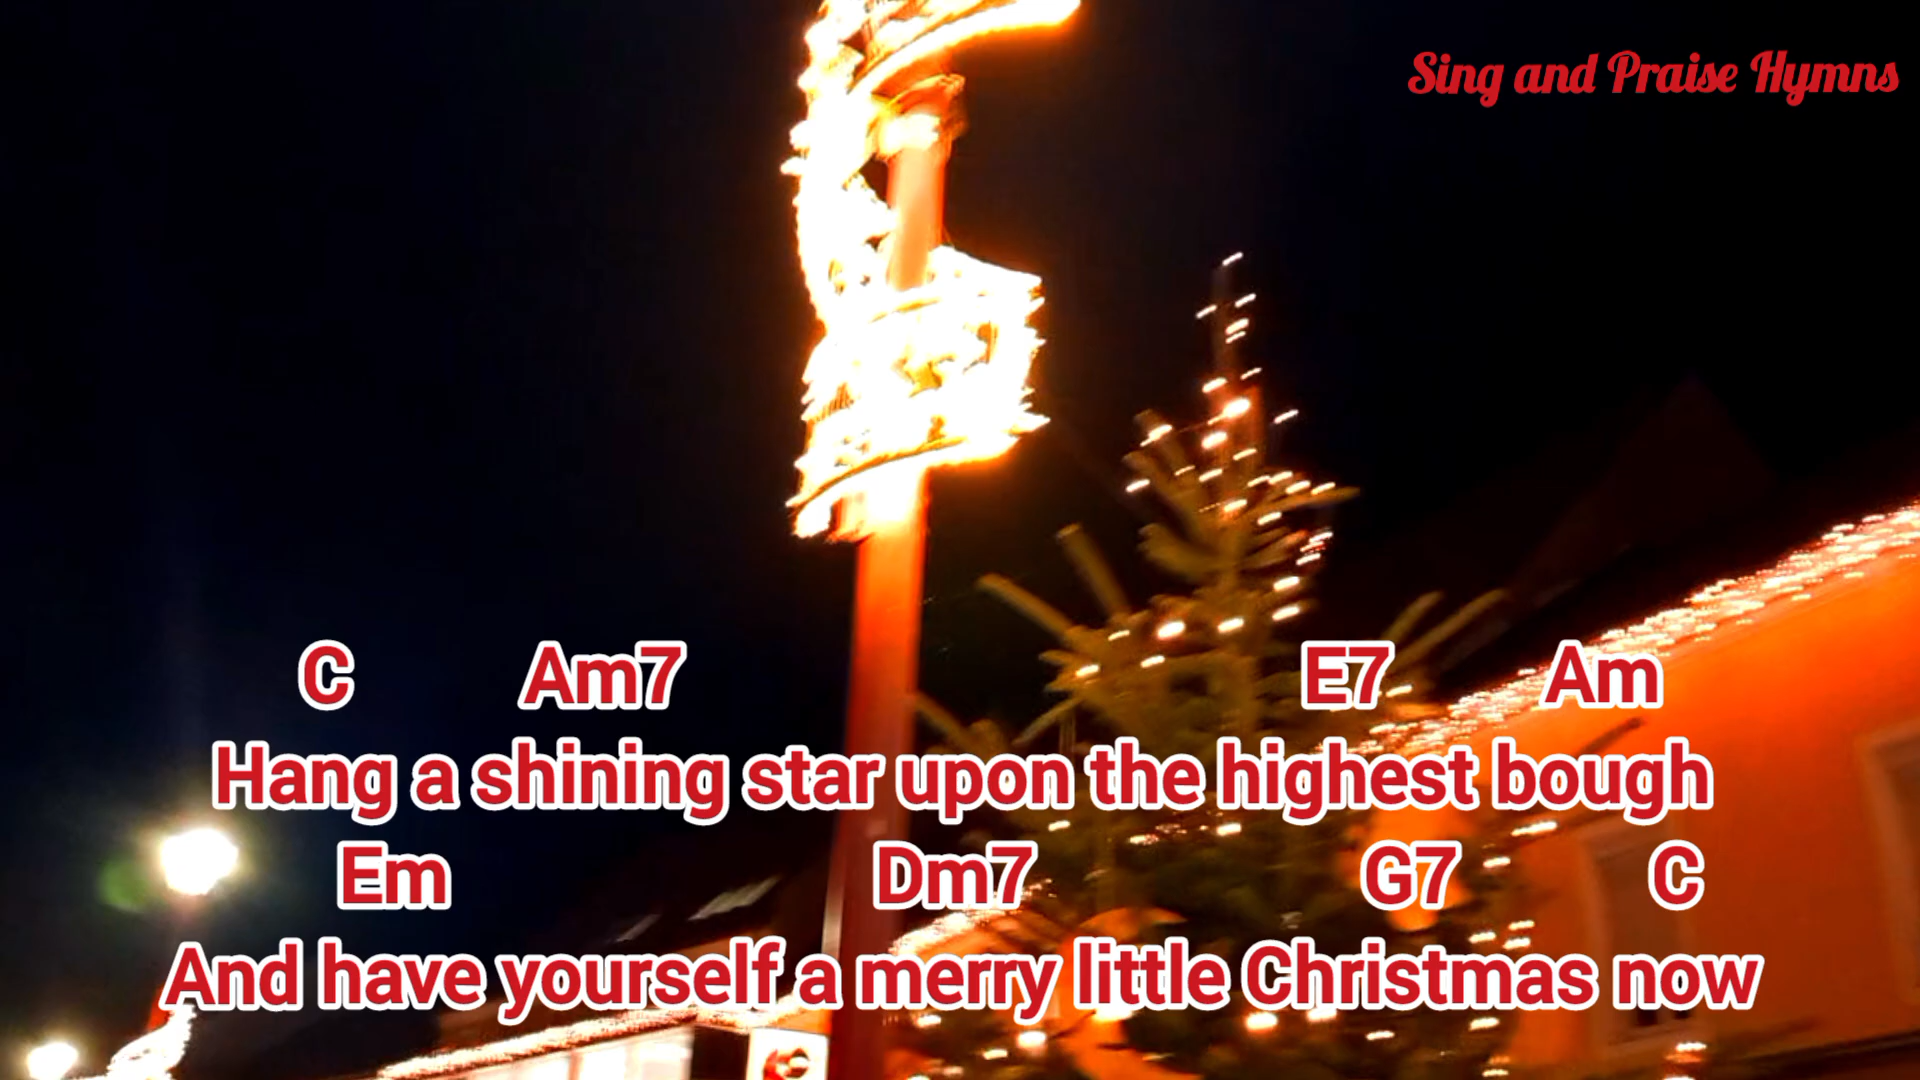 Sing and Praise Hymns
C Am7 E7 Am
Hang a shining star upon the highest bough
Em Dm7 G7 C
And have yourself a merry little Christmas now